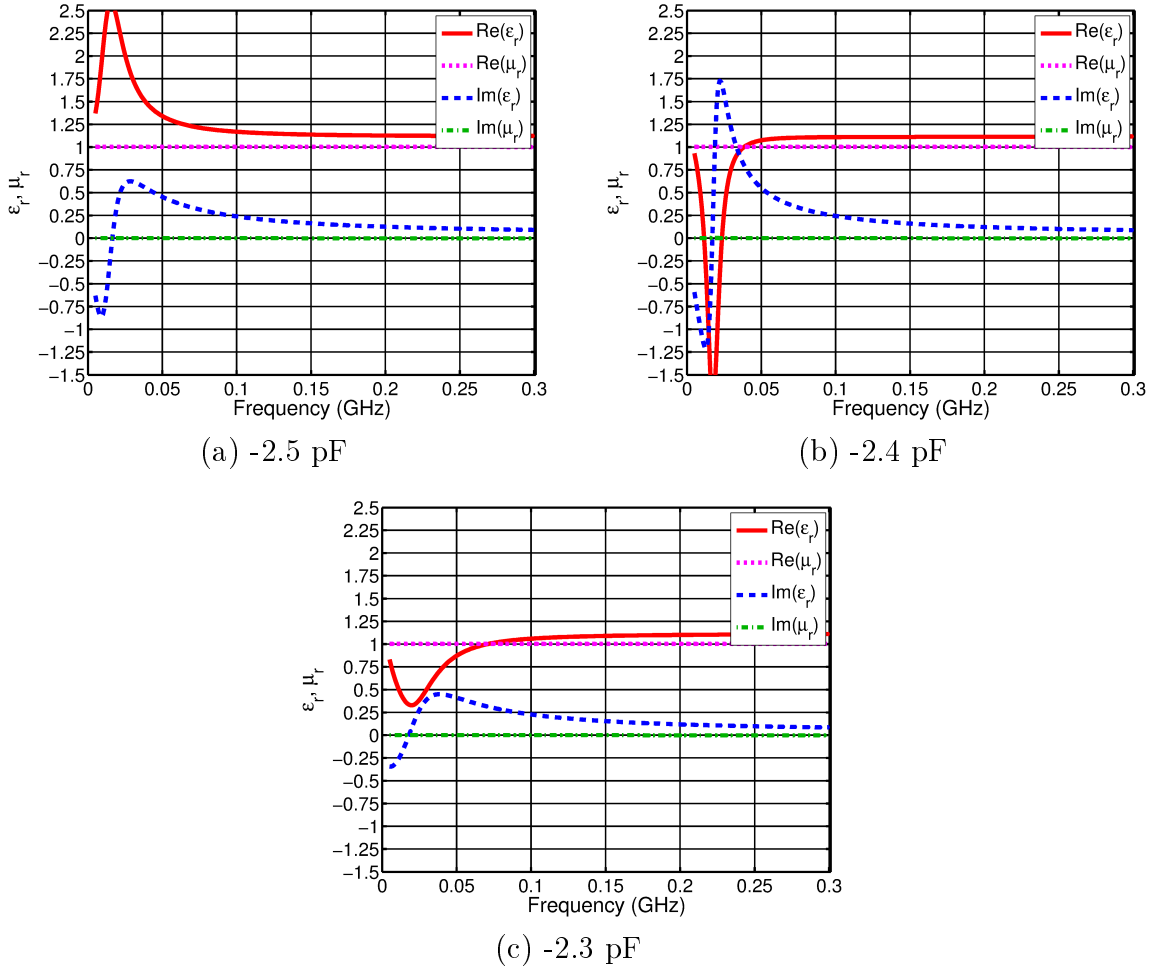 2.5
2.25
2
1.75
1.5
1.25
1
0.75
0.5
0.25
0
−0.25
−0.5
−0.75
−1
−1.25
−1.5
εr, μr
0 0.05 0.1 0.15 0.2 0.25 0.3
Frequency (GHz)
Re(εr)
Re(μr)
Im(εr)
Im(μr)
(a) -2.5 pF
2.5
2.25
2
1.75
1.5
1.25
1
0.75
0.5
0.25
0
−0.25
−0.5
−0.75
−1
−1.25
−1.5
εr, μr
0 0.05 0.1 0.15 0.2 0.25 0.3
Frequency (GHz)
Re(εr)
Re(μr)
Im(εr)
Im(μr)
(b) -2.4 pF
2.5
2.25
2
1.75
1.5
1.25
1
0.75
0.5
0.25
0
−0.25
−0.5
−0.75
−1
−1.25
−1.5
εr, μr
0 0.05 0.1 0.15 0.2 0.25 0.3
Frequency (GHz)
Re(εr)
Re(μr)
Im(εr)
Im(μr)
(c) -2.3 pF